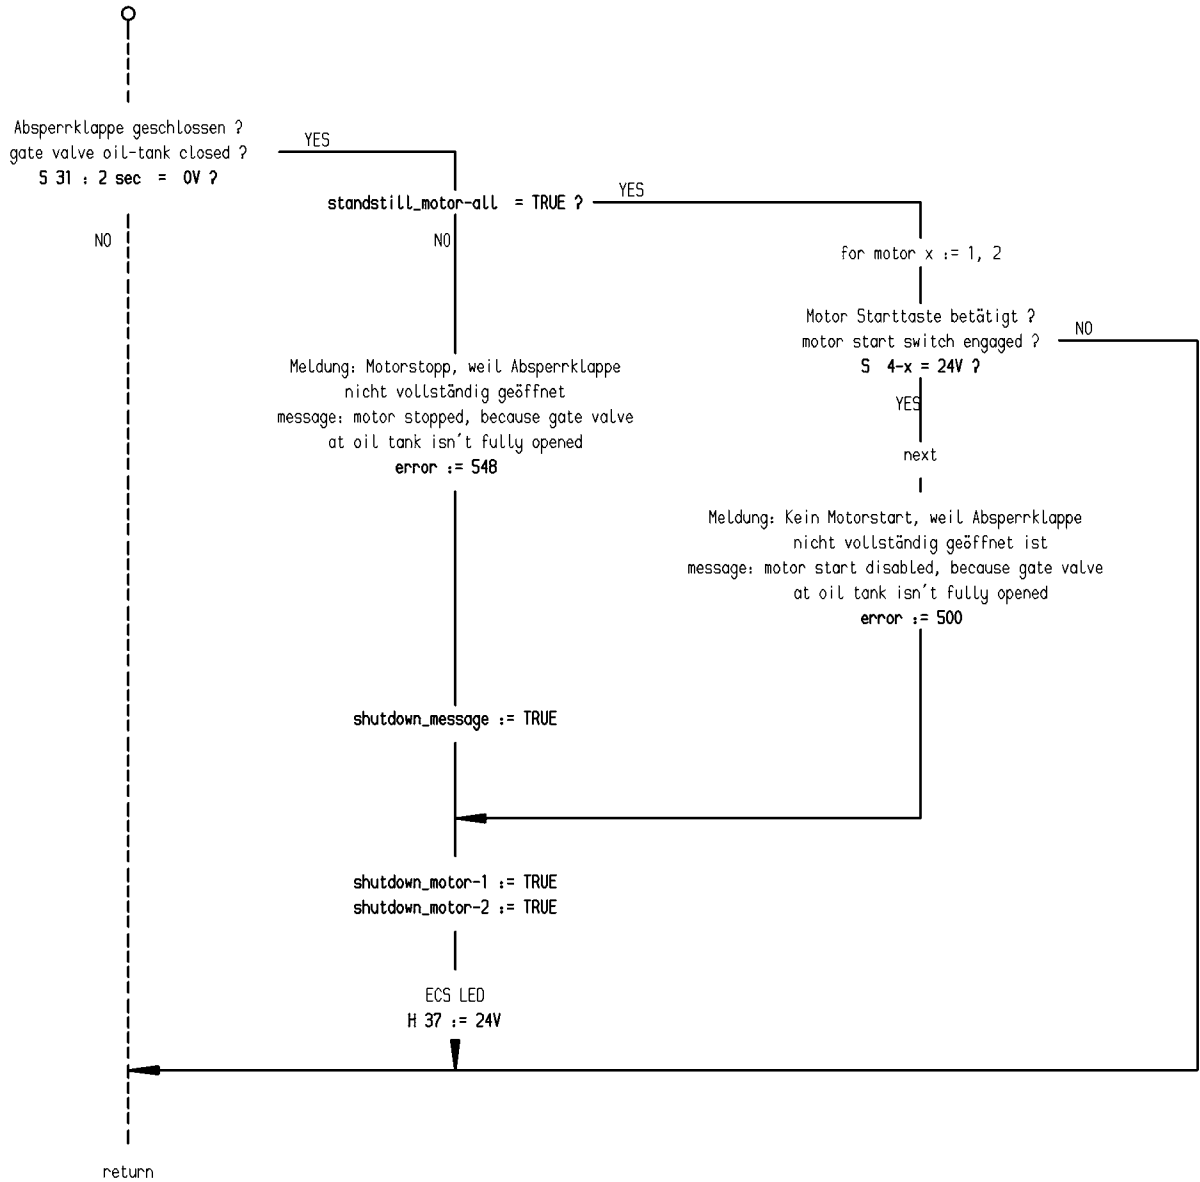 Absperrklappe geschlossen ?
gate valve oil-tank closed ?
S 31 : 2 sec = 0V ?
YES
NO
standstill_motor-all = TRUE ?
YES
NO
for motor x := 1, 2
Motor Starttaste betätigt ?
motor start switch engaged ?
S 4-x = 24V ?
NO
YES
next
Meldung: Motorstopp, weil Absperrklappe
nicht vollständig geöffnet
message: motor stopped, because gate valve
at oil tank isn't fully opened
error := 548
Meldung: Kein Motorstart, weil Absperrklappe
nicht vollständig geöffnet ist
message: motor start disabled, because gate valve
at oil tank isn't fully opened
error := 500
shutdown_message := TRUE
shutdown_motor-1 := TRUE
shutdown_motor-2 := TRUE
ECS LED
H 37 := 24V
return